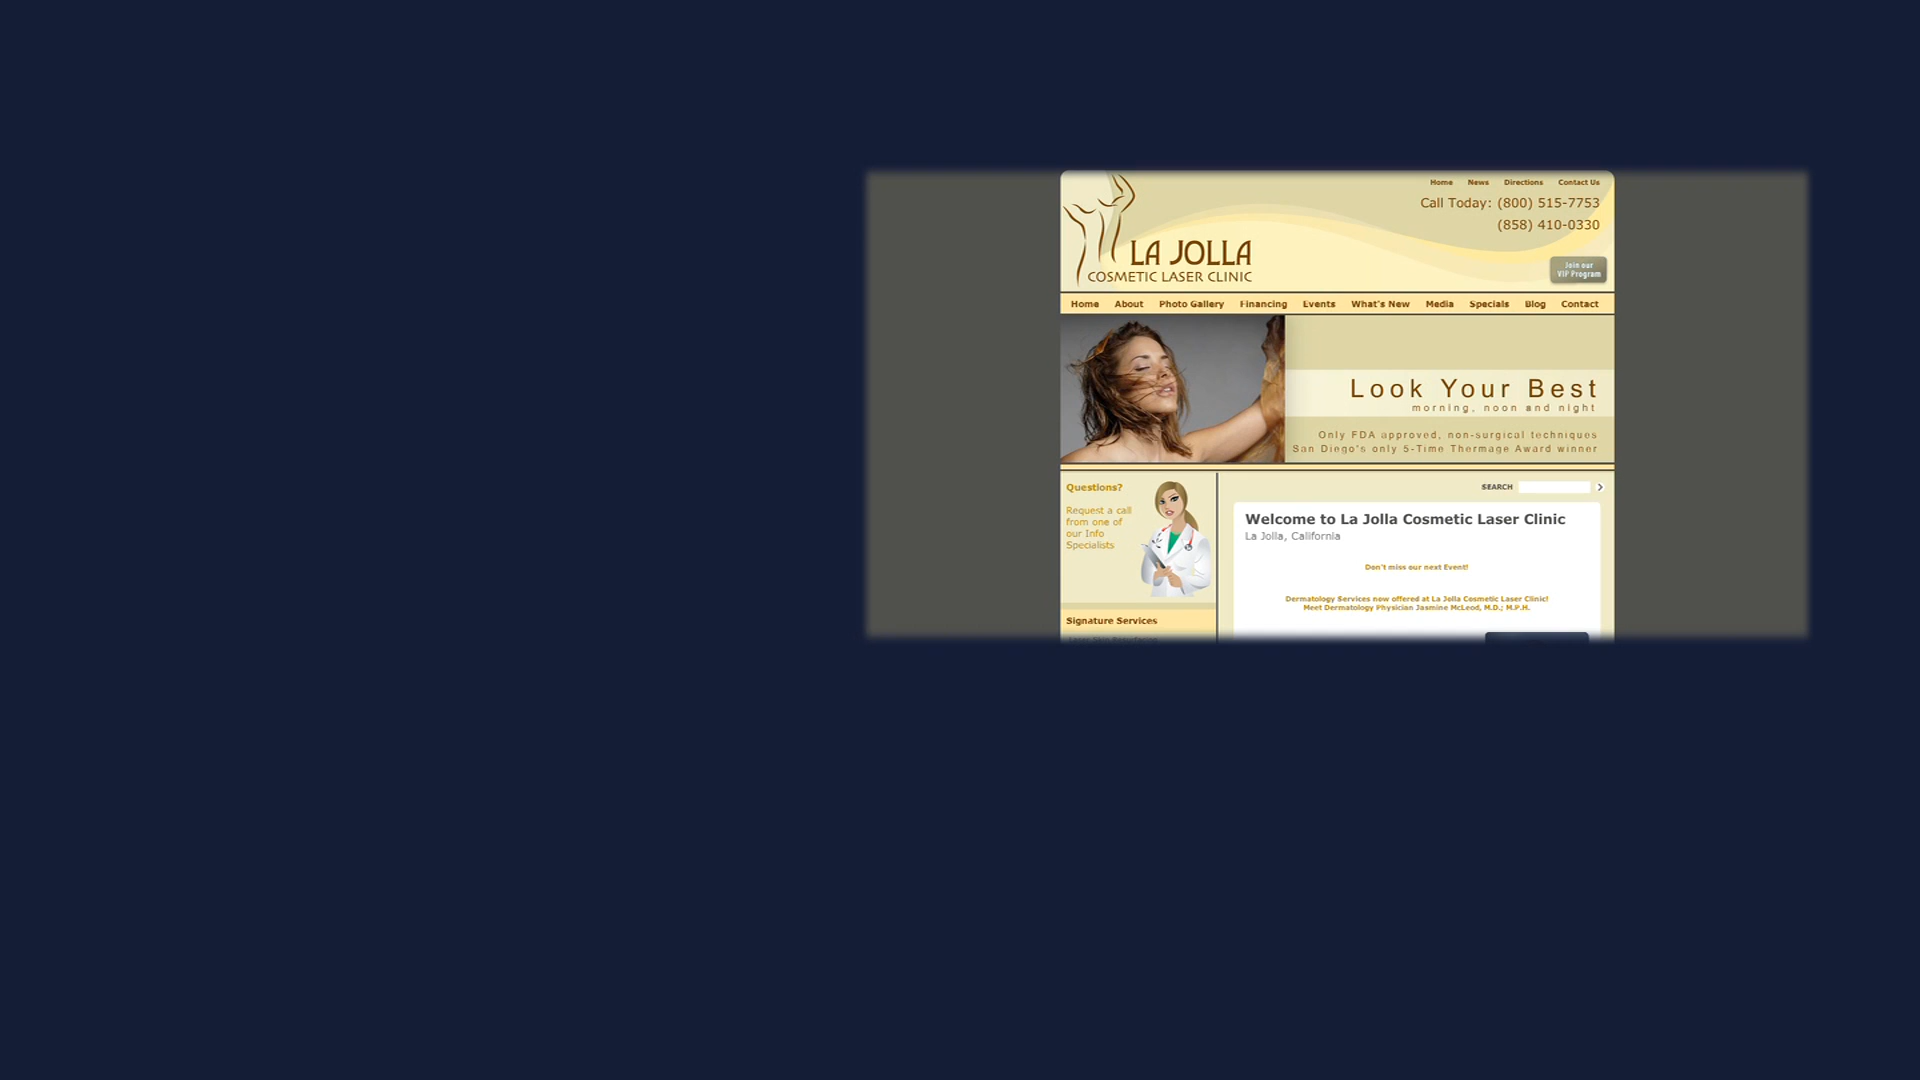 Home News Directions Contact Us
Call Today: (800) 515-7753
(858) 410-0330
LA JOLLA
COSMETIC LASER CLINIC
Join our
VIP Program
Home About Photo Gallery Financing Events What's New Media Specials Blog Contact
Look Your Best
morning, noon and night
Only FDA approved, non-surgical techniques
San Diego's only 5-Time Thermage Award winner
Questions?
Request a call
from one of
our Info
Specialists
SEARCH
Welcome to La Jolla Cosmetic Laser Clinic
La Jolla, California
Don't miss our next Event!
Dermatology Services now offered at La Jolla Cosmetic Laser Clinic!
Meet Dermatology Physician Jasmine McLeod, M.D.; M.P.H.
Signature Services